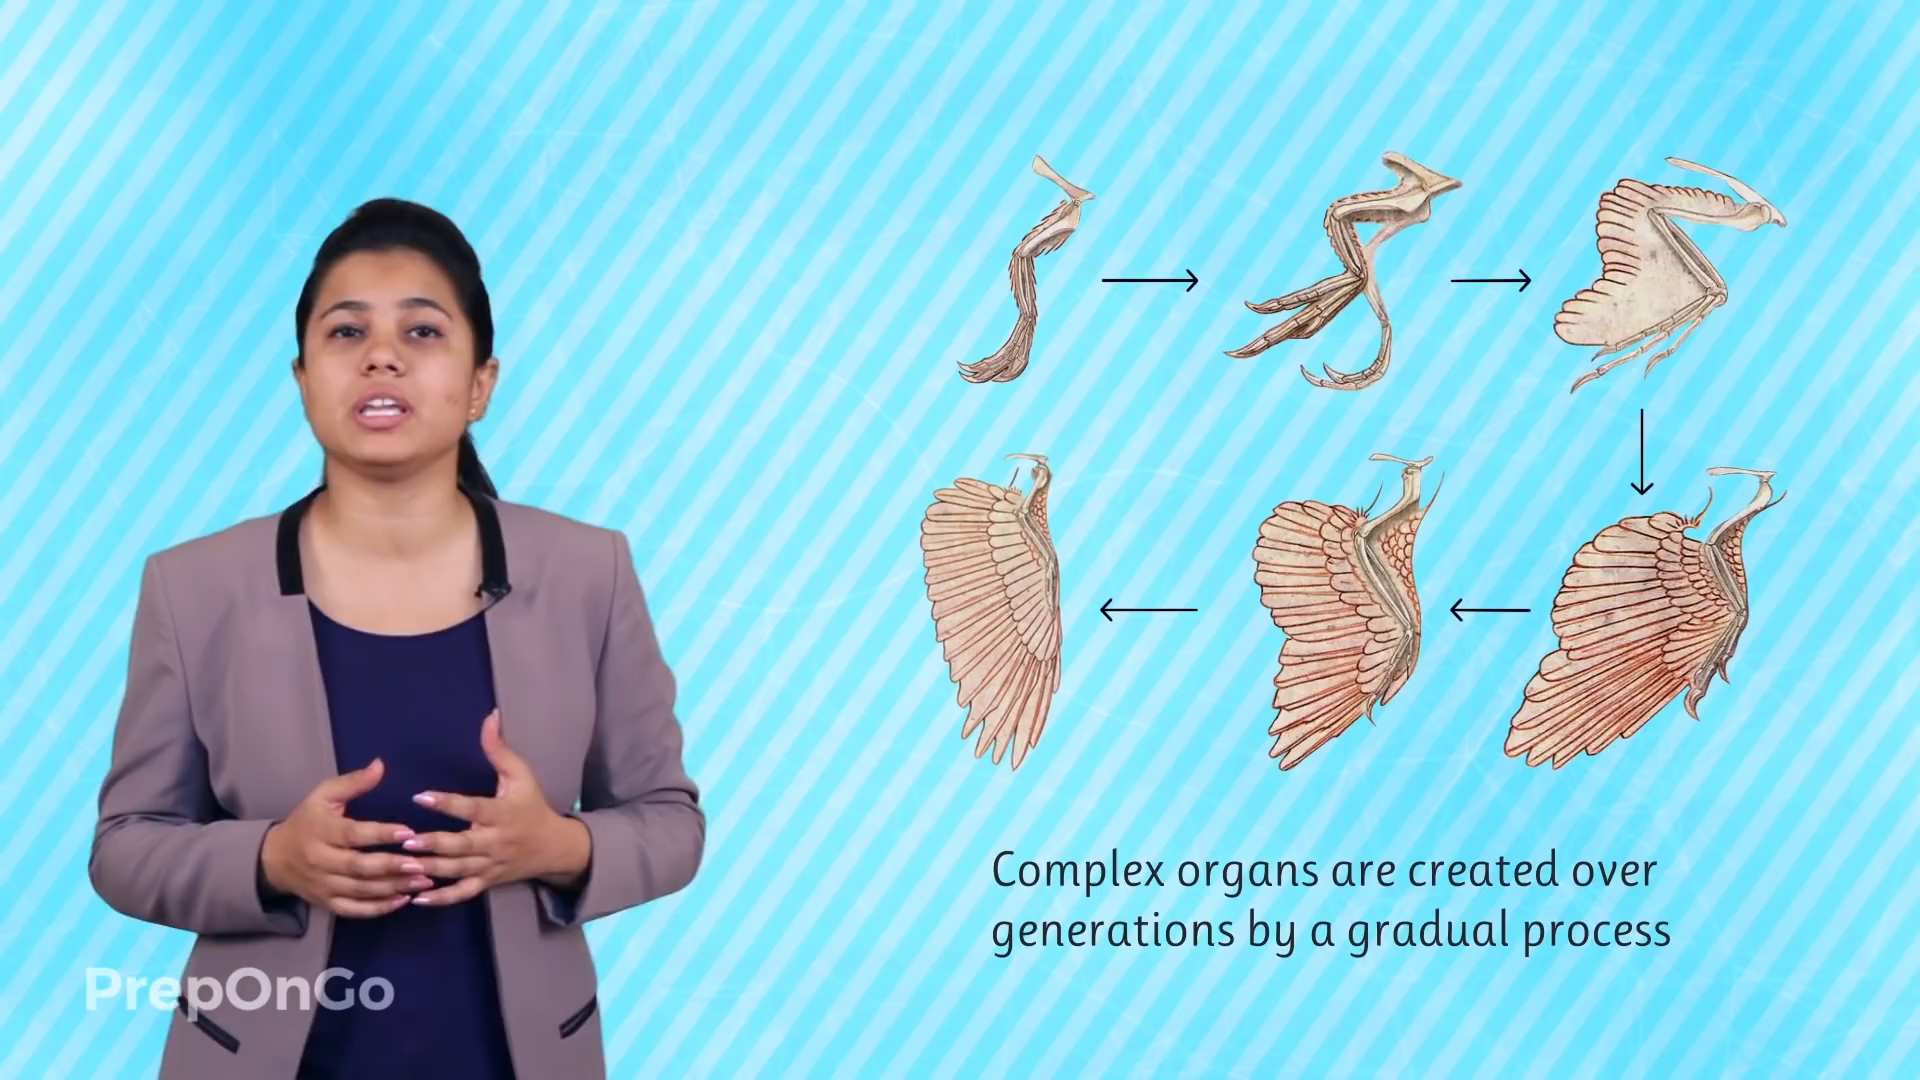 Complex organs are created over
generations by a gradual process
PrepOnGo